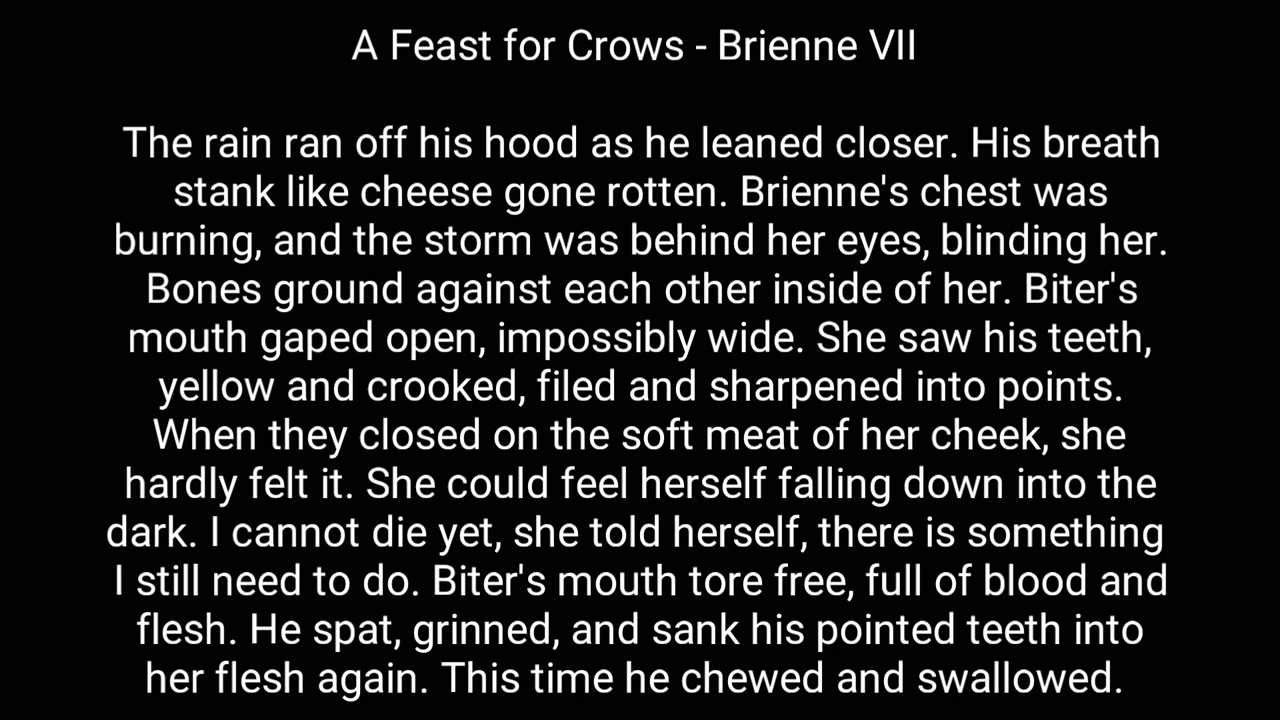 A Feast for Crows - Brienne VII
The rain ran off his hood as he leaned closer. His breath
stank like cheese gone rotten. Brienne's chest was
burning, and the storm was behind her eyes, blinding her.
Bones ground against each other inside of her. Biter's
mouth gaped open, impossibly wide. She saw his teeth,
yellow and crooked, filed and sharpened into points.
When they closed on the soft meat of her cheek, she
hardly felt it. She could feel herself falling down into the
dark. I cannot die yet, she told herself, there is something
I still need to do. Biter's mouth tore free, full of blood and
flesh. He spat, grinned, and sank his pointed teeth into
her flesh again. This time he chewed and swallowed.